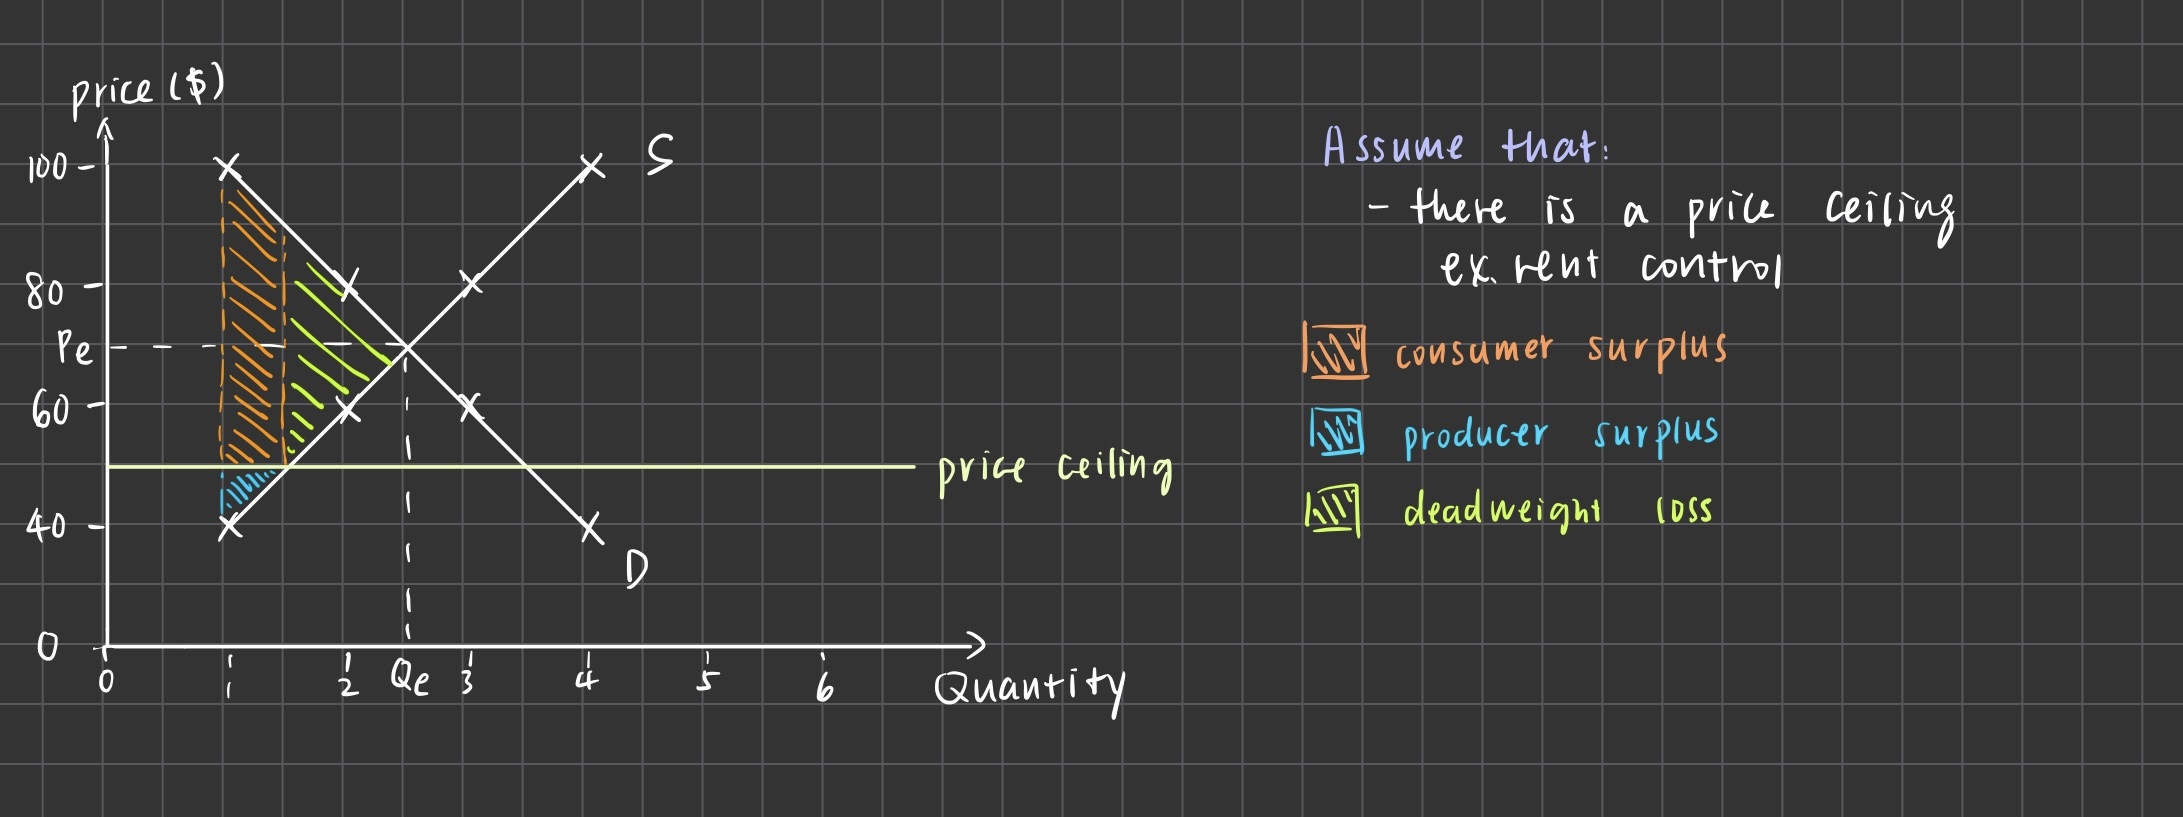 price ($)
100
S
80
Pe
60
price ceiling
40
D
0
0 1 2 Qe 3 4 5 6 Quantity
Assume that:
- there is a price ceiling
ex. rent control
consumer surplus
producer surplus
deadweight loss